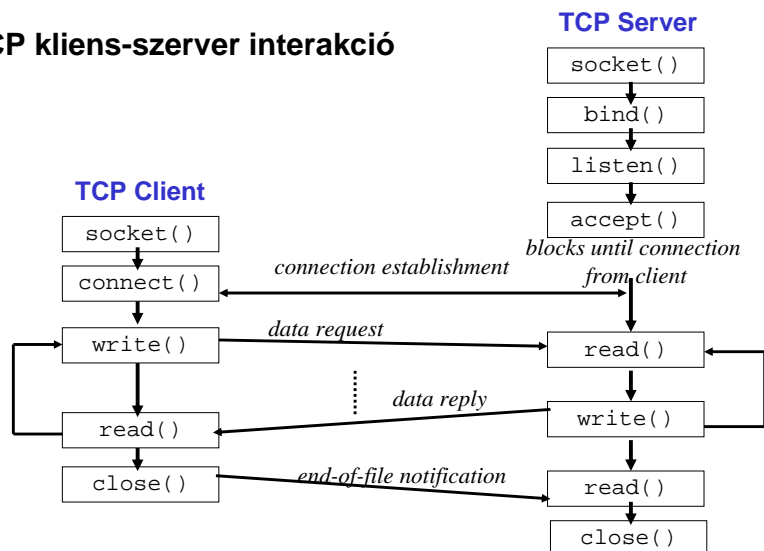 CP kliens-szerver interakció
TCP Server
socket()
bind()
listen()
accept()
blocks until connection
from client
TCP Client
socket()
connect()
connection establishment
write()
data request
read()
data reply
write()
read()
close()
end-of-file notification
read()
close()